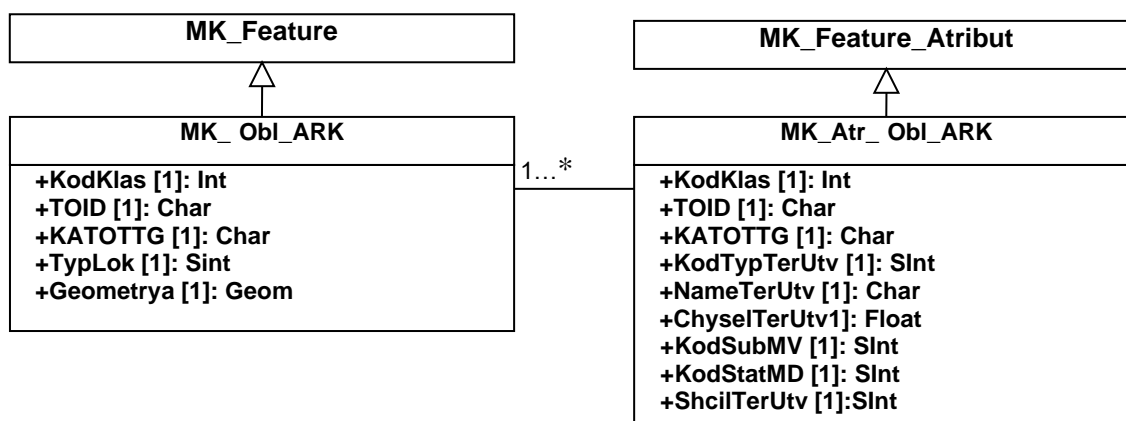 MK_Feature
MK_ Obl_ARK
+KodKlas [1]: Int
+TOID [1]: Char
+KATOTTG [1]: Char
+TypLok [1]: Sint
+Geometrya [1]: Geom
1...*
MK_Feature_Atribut
MK_Atr_ Obl_ARK
+KodKlas [1]: Int
+TOID [1]: Char
+KATOTTG [1]: Char
+KodTypTerUtv [1]: SInt
+NameTerUtv [1]: Char
+ChyselTerUtv1]: Float
+KodSubMV [1]: SInt
+KodStatMD [1]: SInt
+ShcilTerUtv [1]:SInt